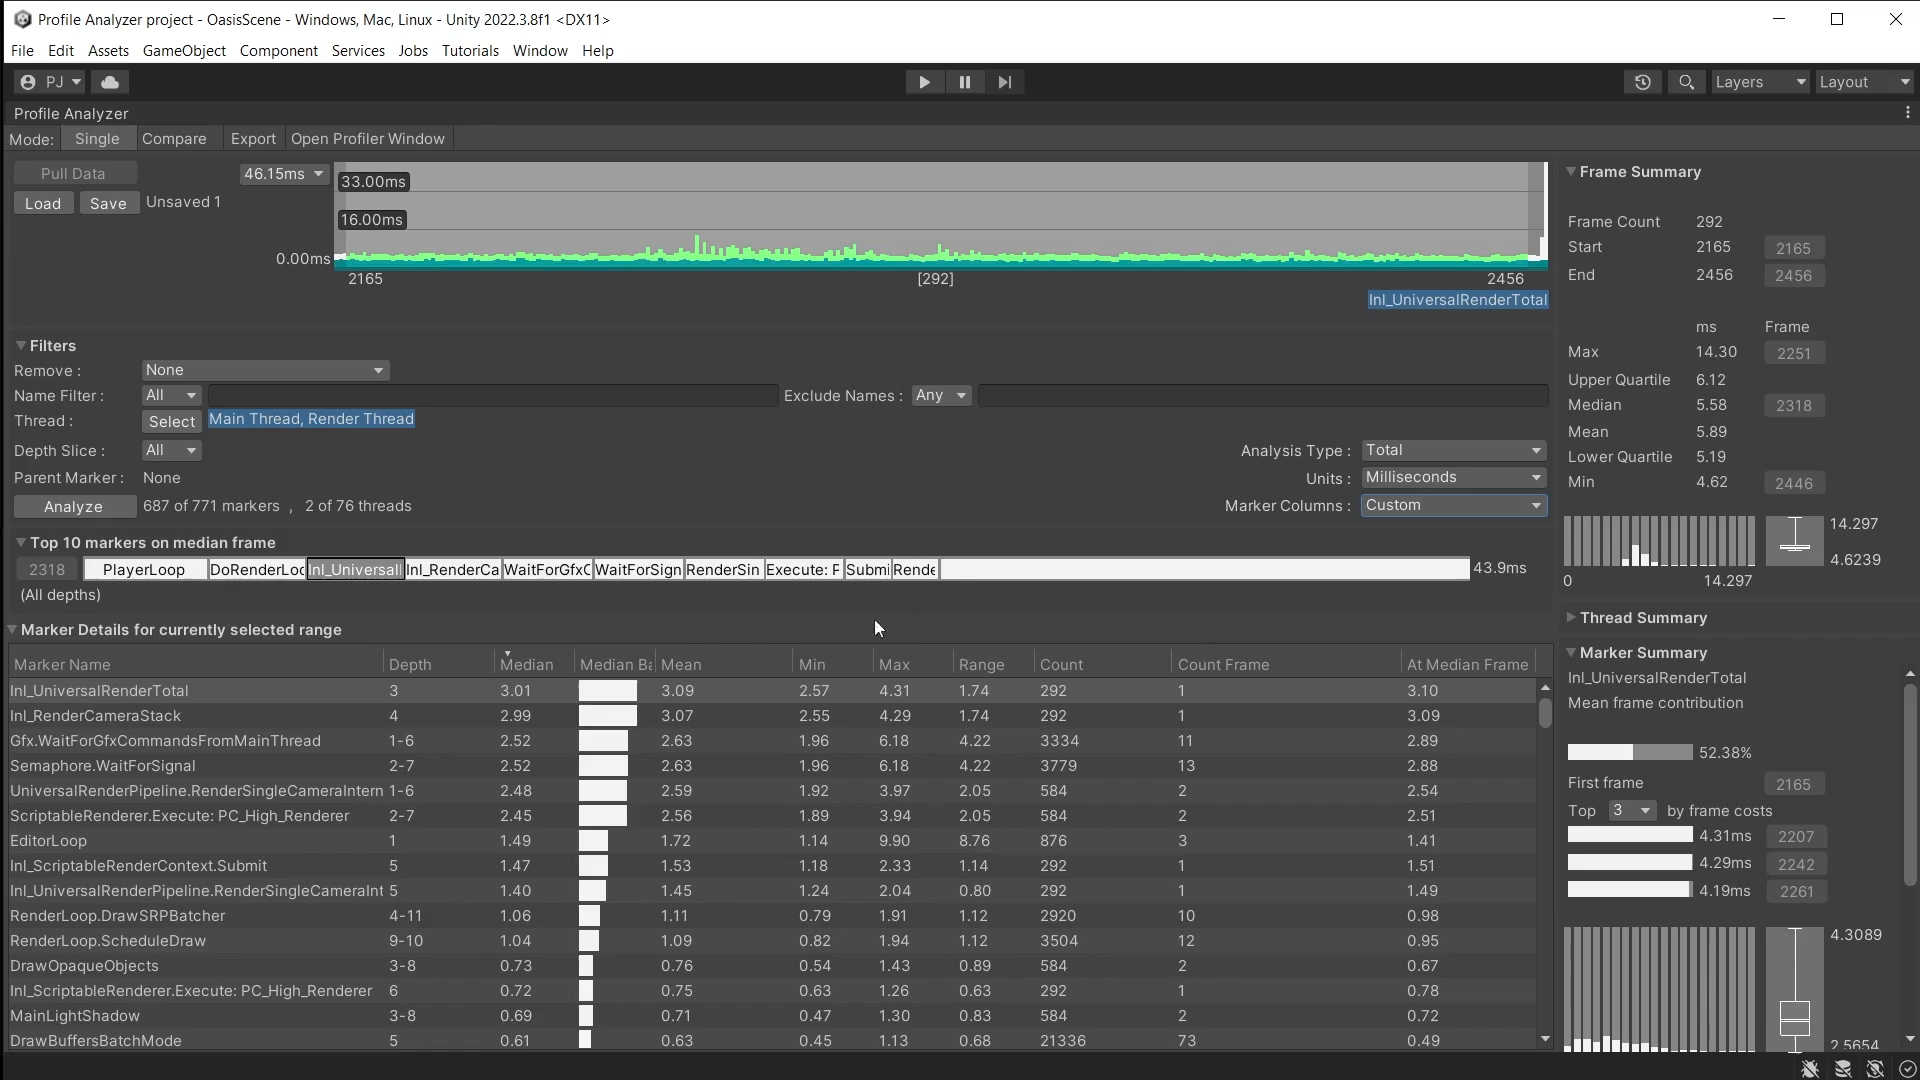 Profile Analyzer project - OasisScene - Windows, Mac, Linux - Unity 2022.3.8f1 <DX11>
File Edit Assets GameObject Component Services Jobs Tutorials Window Help
PJ Layers Layout
Profile Analyzer
Mode: Single Compare Export Open Profiler Window
Pull Data 46.15ms 33.00ms
Load Save Unsaved 1
16.00ms
0.00ms
2165 [292] 2456
Inl_UniversalRenderTotal
Filters
Remove : None
Name Filter : All Exclude Names : Any
Thread : Select Main Thread, Render Thread
Depth Slice : All Analysis Type : Total
Parent Marker : None Units : Milliseconds
Analyze 687 of 771 markers , 2 of 76 threads Marker Columns : Custom
Top 10 markers on median frame
2318 PlayerLoop DoRenderLoo Inl_Universall Inl_RenderCa WaitForGfxC WaitForSign RenderSin Execute: P Submi Rende 43.9ms
(All depths)
Marker Details for currently selected range
Marker Name Depth Median Median Ba Mean Min Max Range Count Count Frame At Median Frame
Inl_UniversalRenderTotal 3 3.01 3.09 2.57 4.31 1.74 292 1 3.10
Inl_RenderCameraStack 4 2.99 3.07 2.55 4.29 1.74 292 1 3.09
Gfx.WaitForGfxCommandsFromMainThread 1-6 2.52 2.63 1.96 6.18 4.22 3334 11 2.89
Semaphore.WaitForSignal 2-7 2.52 2.63 1.96 6.18 4.22 3779 13 2.88
UniversalRenderPipeline.RenderSingleCameraIntern 1-6 2.48 2.59 1.92 3.97 2.05 584 2 2.54
ScriptableRenderer.Execute: PC_High_Renderer 2-7 2.45 2.56 1.89 3.94 2.05 584 2 2.51
EditorLoop 1 1.49 1.72 1.14 9.90 8.76 876 3 1.41
Inl_ScriptableRenderContext.Submit 5 1.47 1.53 1.18 2.33 1.14 292 1 1.51
Inl_UniversalRenderPipeline.RenderSingleCameraInt 5 1.40 1.45 1.24 2.04 0.80 292 1 1.49
RenderLoop.DrawSRPBatcher 4-11 1.06 1.11 0.79 1.91 1.12 2920 10 0.98
RenderLoop.ScheduleDraw 9-10 1.04 1.09 0.82 1.94 1.12 3504 12 0.95
DrawOpaqueObjects 3-8 0.73 0.76 0.54 1.43 0.89 584 2 0.67
Inl_ScriptableRenderer.Execute: PC_High_Renderer 6 0.72 0.75 0.63 1.26 0.63 292 1 0.78
MainLightShadow 3-8 0.69 0.71 0.47 1.30 0.83 584 2 0.72
DrawBuffersBatchMode 5 0.61 0.63 0.45 1.13 0.68 21336 73 0.49
Frame Summary
Frame Count 292
Start 2165 2165
End 2456 2456
ms Frame
Max 14.30 2251
Upper Quartile 6.12
Median 5.58 2318
Mean 5.89
Lower Quartile 5.19
Min 4.62 2446
14.297
4.6239
0 14.297
Thread Summary
Marker Summary
Inl_UniversalRenderTotal
Mean frame contribution
52.38%
First frame 2165
Top 3 by frame costs
4.31ms 2207
4.29ms 2242
4.19ms 2261
4.3089
2.5654